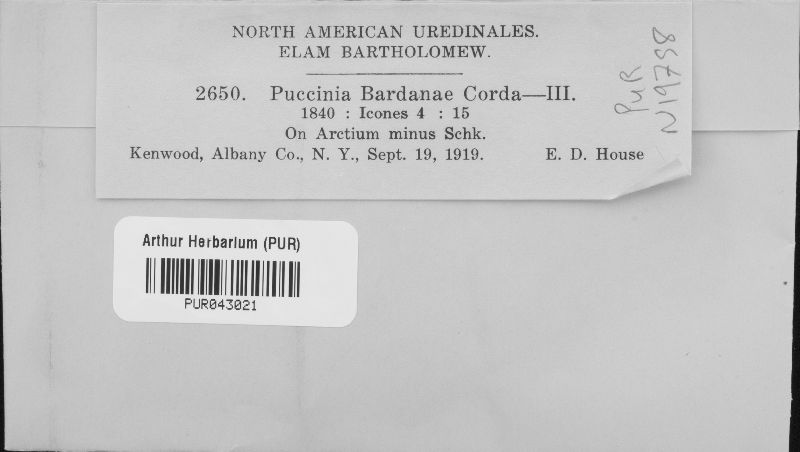 NORTH AMERICAN UREDINALES.
ELAM BARTHOLOMEW.
2650. Puccinia Bardanae Corda—III.
1840 : Icones 4 : 15
On Arctium minus Schk.
Kenwood, Albany Co., N. Y., Sept. 19, 1919. E. D. House
PUR
N19798
Arthur Herbarium (PUR)
PUR043021